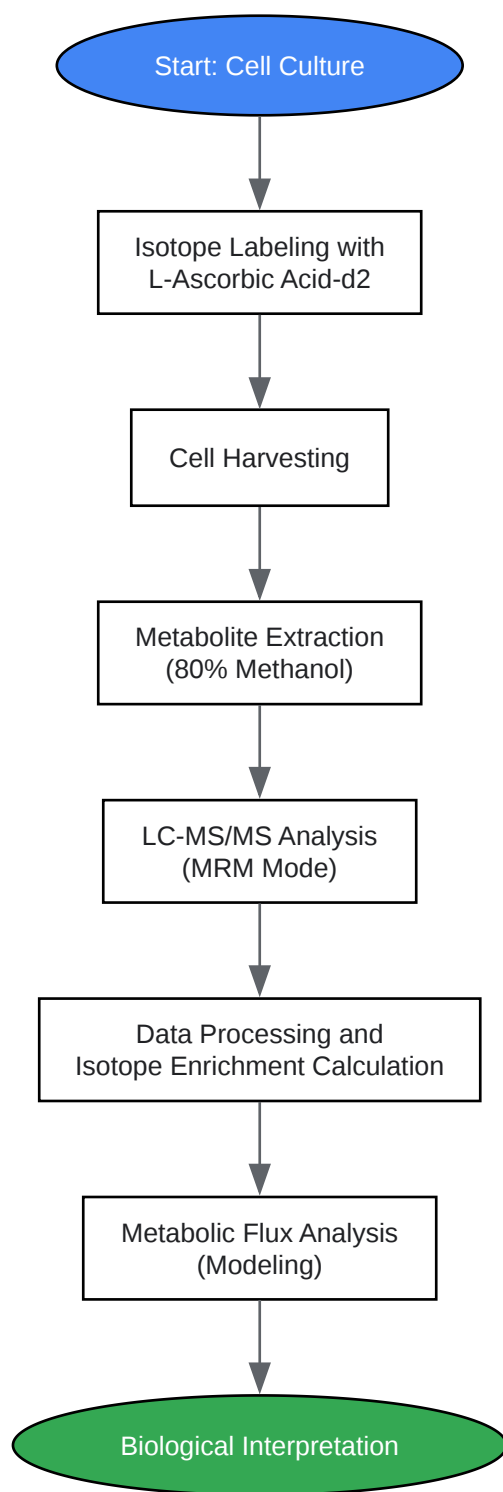 Start: Cell Culture
Isotope Labeling with
L-Ascorbic Acid-d2
Cell Harvesting
Metabolite Extraction
(80% Methanol)
LC-MS/MS Analysis
(MRM Mode)
Data Processing and
Isotope Enrichment Calculation
Metabolic Flux Analysis
(Modeling)
Biological Interpretation